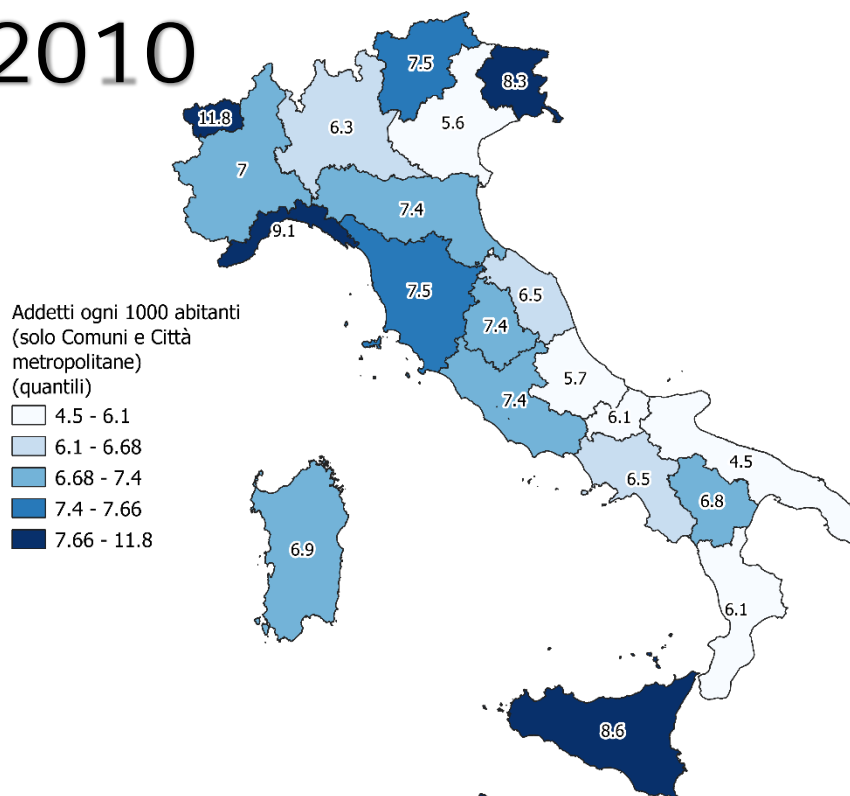 2010
7.5
8.3
11.8
6.3
5.6
7
7.4
9.1
7.5
6.5
7.4
Addetti ogni 1000 abitanti
(solo Comuni e Città
metropolitane)
(quantili)
4.5 - 6.1
6.1 - 6.68
6.68 - 7.4
7.4 - 7.66
7.66 - 11.8
5.7
7.4
6.1
4.5
6.5
6.8
6.9
6.1
8.6